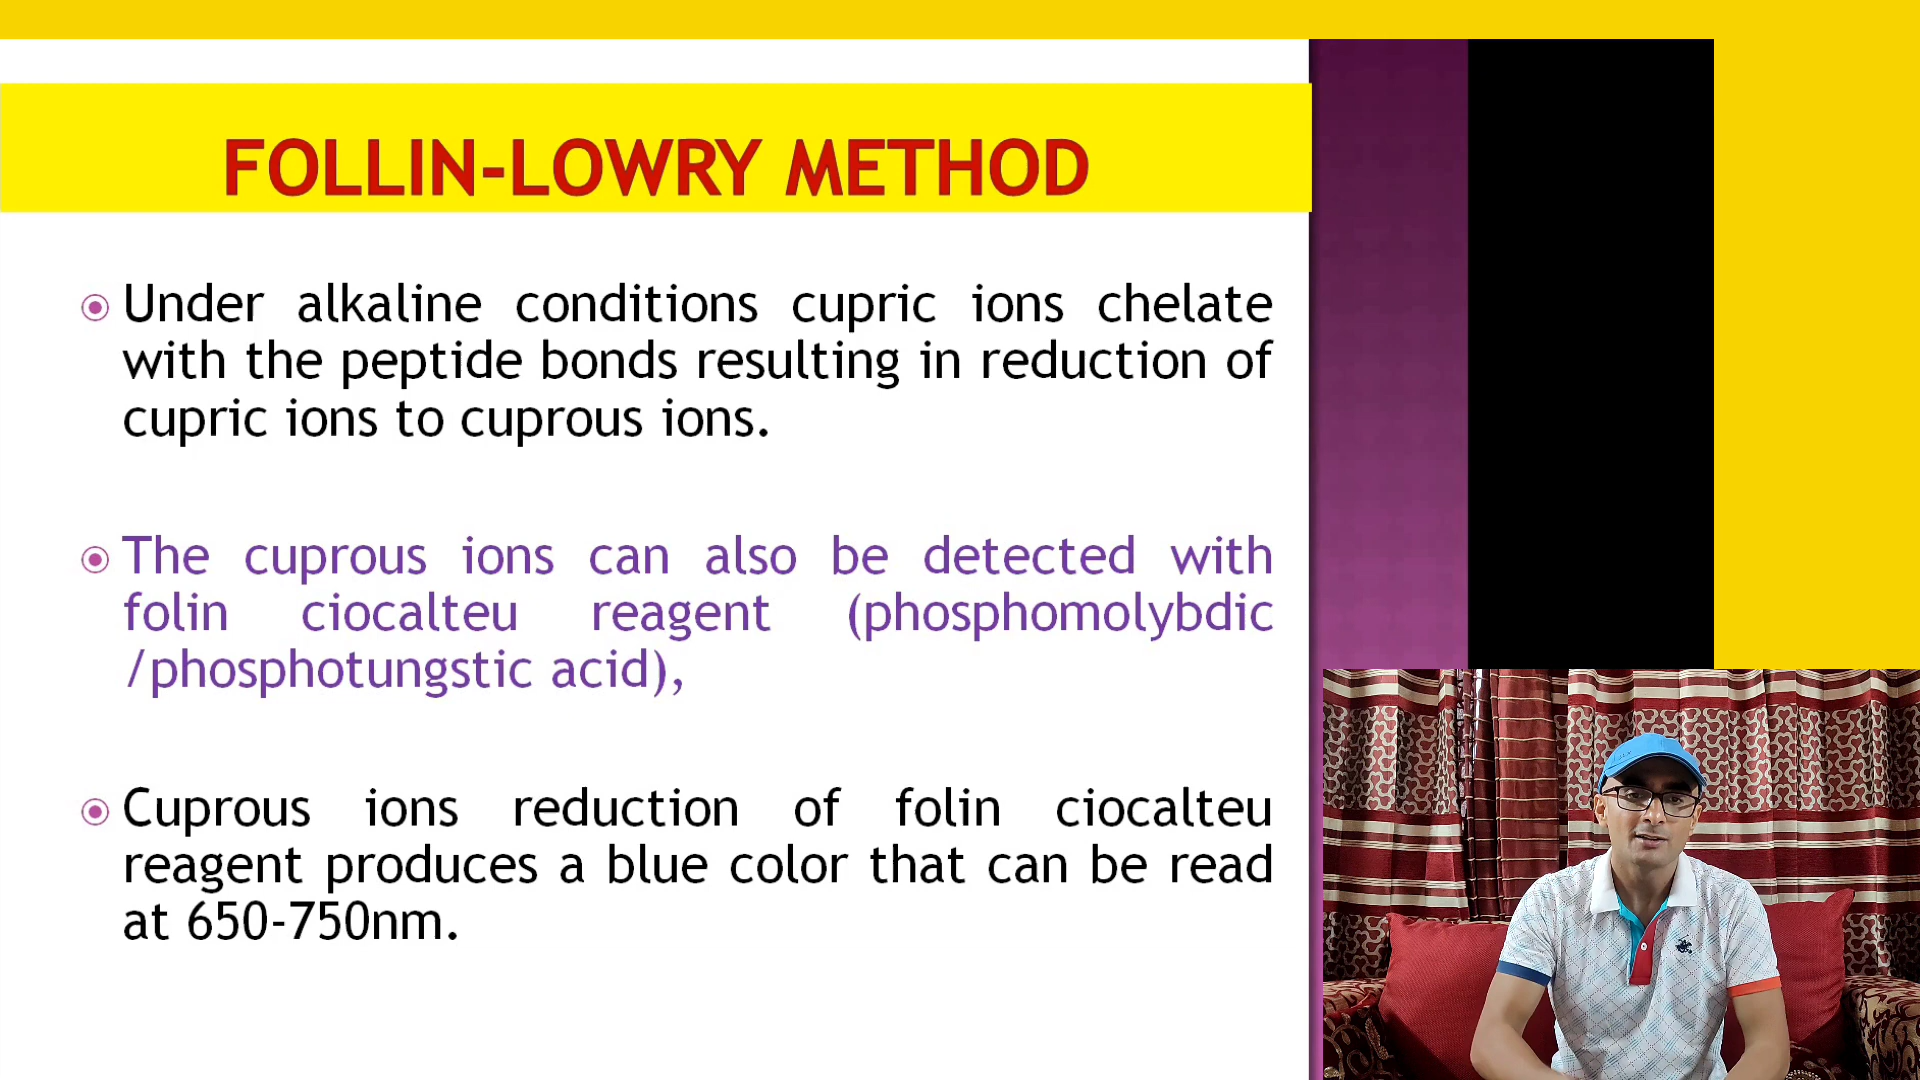 FOLLIN-LOWRY METHOD
Under alkaline conditions cupric ions chelate
with the peptide bonds resulting in reduction of
cupric ions to cuprous ions.
The cuprous ions can also be detected with
folin ciocalteu reagent (phosphomolybdic
/phosphotungstic acid),
Cuprous ions reduction of folin ciocalteu
reagent produces a blue color that can be read
at 650-750nm.